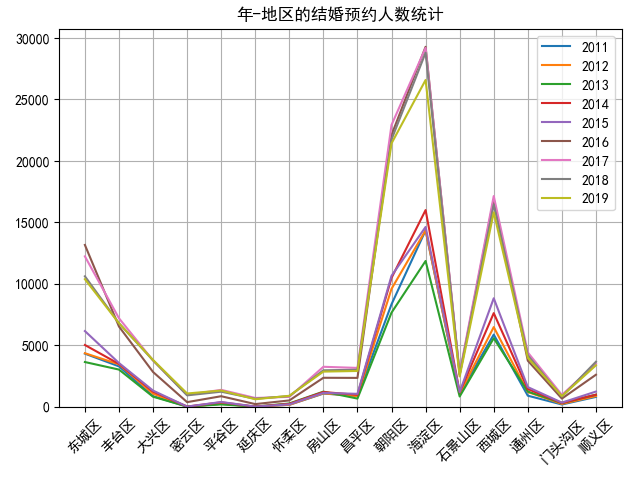 年-地区的结婚预约人数统计
30000
25000
20000
15000
10000
5000
0
2011
2012
2013
2014
2015
2016
2017
2018
2019
东城区
丰台区
大兴区
密云区
平谷区
延庆区
怀柔区
房山区
昌平区
朝阳区
海淀区
石景山区
西城区
通州区
门头沟区
顺义区